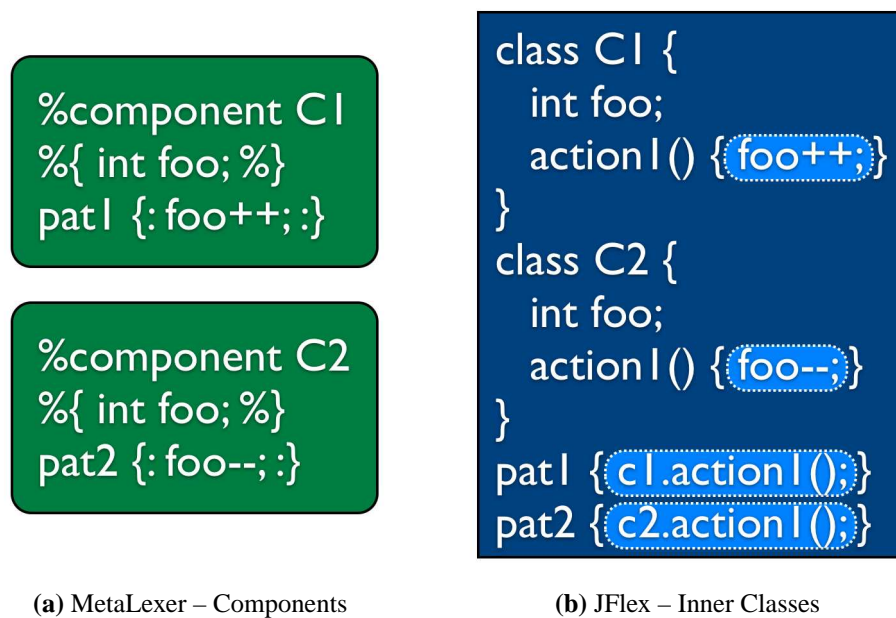 %component C1
%{ int foo; %}
pat1 {: foo++; :}
%component C2
%{ int foo; %}
pat2 {: foo--; :}
(a) MetaLexer – Components
class C1 {
int foo;
action1() { foo++; }
}
class C2 {
int foo;
action1() { foo--; }
}
pat1 { c1.action1(); }
pat2 { c2.action1(); }
(b) JFlex – Inner Classes